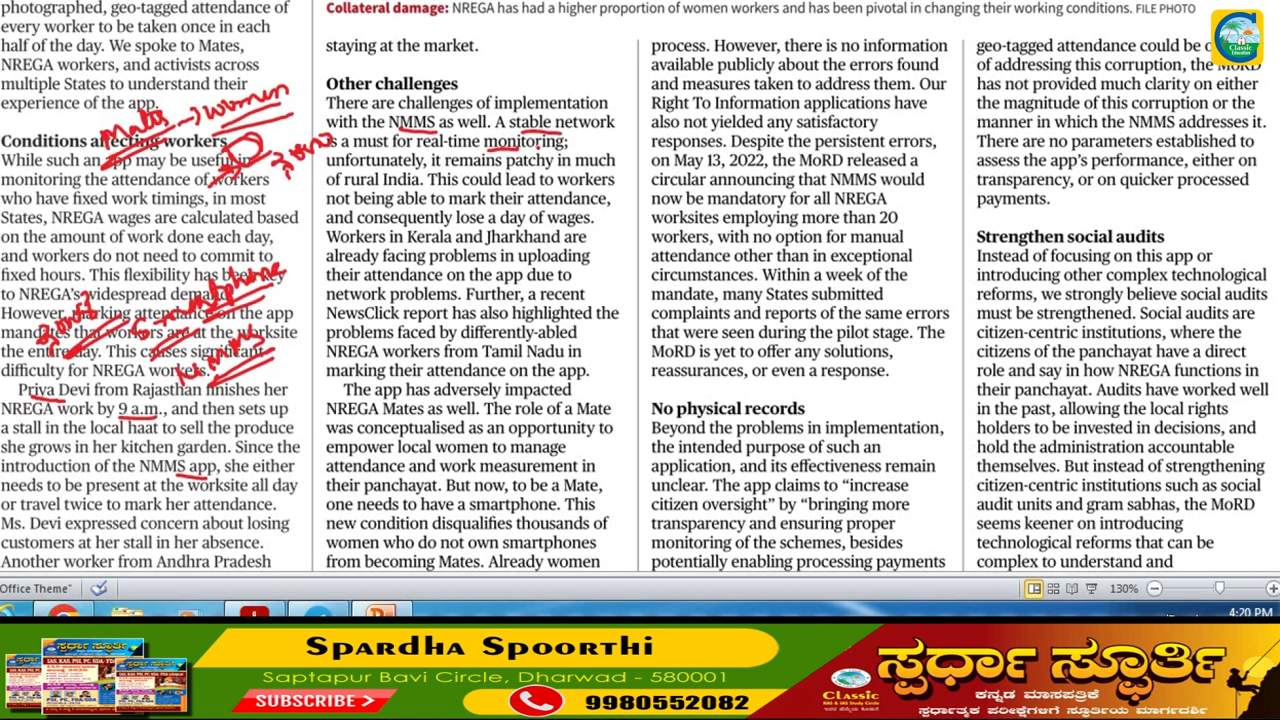 Collateral damage: NREGA has had a higher proportion of women workers and has been pivotal in changing their working conditions. FILE PHOTO
photographed, geo-tagged attendance of
every worker to be taken once in each
half of the day. We spoke to Mates,
NREGA workers, and activists across
multiple States to understand their
experience of the app.
Mates → women
Conditions affecting workers
While such an app may be useful in
monitoring the attendance of workers
who have fixed work timings, in most
States, NREGA wages are calculated based
on the amount of work done each day,
and workers do not need to commit to
fixed hours. This flexibility has been key
to NREGA's widespread demand.
However, marking attendance on the app
mandates that workers are at the worksite
the entire day. This causes significant
difficulty for NREGA workers.
Smartphone
NMMS
Priya Devi from Rajasthan finishes her
NREGA work by 9 a.m., and then sets up
a stall in the local haat to sell the produce
she grows in her kitchen garden. Since the
introduction of the NMMS app, she either
needs to be present at the worksite all day
or travel twice to mark her attendance.
Ms. Devi expressed concern about losing
customers at her stall in her absence.
Another worker from Andhra Pradesh
staying at the market.
Other challenges
There are challenges of implementation
with the NMMS as well. A stable network
is a must for real-time monitoring;
unfortunately, it remains patchy in much
of rural India. This could lead to workers
not being able to mark their attendance,
and consequently lose a day of wages.
Workers in Kerala and Jharkhand are
already facing problems in uploading
their attendance on the app due to
network problems. Further, a recent
NewsClick report has also highlighted the
problems faced by differently-abled
NREGA workers from Tamil Nadu in
marking their attendance on the app.
The app has adversely impacted
NREGA Mates as well. The role of a Mate
was conceptualised as an opportunity to
empower local women to manage
attendance and work measurement in
their panchayat. But now, to be a Mate,
one needs to have a smartphone. This
new condition disqualifies thousands of
women who do not own smartphones
from becoming Mates. Already women
process. However, there is no information
available publicly about the errors found
and measures taken to address them. Our
Right To Information applications have
also not yielded any satisfactory
responses. Despite the persistent errors,
on May 13, 2022, the MoRD released a
circular announcing that NMMS would
now be mandatory for all NREGA
worksites employing more than 20
workers, with no option for manual
attendance other than in exceptional
circumstances. Within a week of the
mandate, many States submitted
complaints and reports of the same errors
that were seen during the pilot stage. The
MoRD is yet to offer any solutions,
reassurances, or even a response.
No physical records
Beyond the problems in implementation,
the intended purpose of such an
application, and its effectiveness remain
unclear. The app claims to “increase
citizen oversight” by “bringing more
transparency and ensuring proper
monitoring of the schemes, besides
potentially enabling processing payments
geo-tagged attendance could be
of addressing this corruption, the MoRD
has not provided much clarity on either
the magnitude of this corruption or the
manner in which the NMMS addresses it.
There are no parameters established to
assess the app's performance, either on
transparency, or on quicker processed
payments.
Strengthen social audits
Instead of focusing on this app or
introducing other complex technological
reforms, we strongly believe social audits
must be strengthened. Social audits are
citizen-centric institutions, where the
citizens of the panchayat have a direct
role and say in how NREGA functions in
their panchayat. Audits have worked well
in the past, allowing the local rights
holders to be invested in decisions, and
hold the administration accountable
themselves. But instead of strengthening
citizen-centric institutions such as social
audit units and gram sabhas, the MoRD
seems keener on introducing
technological reforms that can be
complex to understand and
Classic
Education
Office Theme"
130%
4:20 PM
Spardha Spoorthi
Saptapur Bavi Circle, Dharwad - 580001
SUBSCRIBE
9980552082
ಸ್ಪರ್ಧಾ ಸ್ಫೂರ್ತಿ
ಕನ್ನಡ ಮಾಸಪತ್ರಿಕೆ
ಸ್ಪರ್ಧಾತ್ಮಕ ಪರೀಕ್ಷೆಗಳಿಗೆ ಸ್ಫೂರ್ತಿಯ ಮಾರ್ಗದರ್ಶಿ
Classic